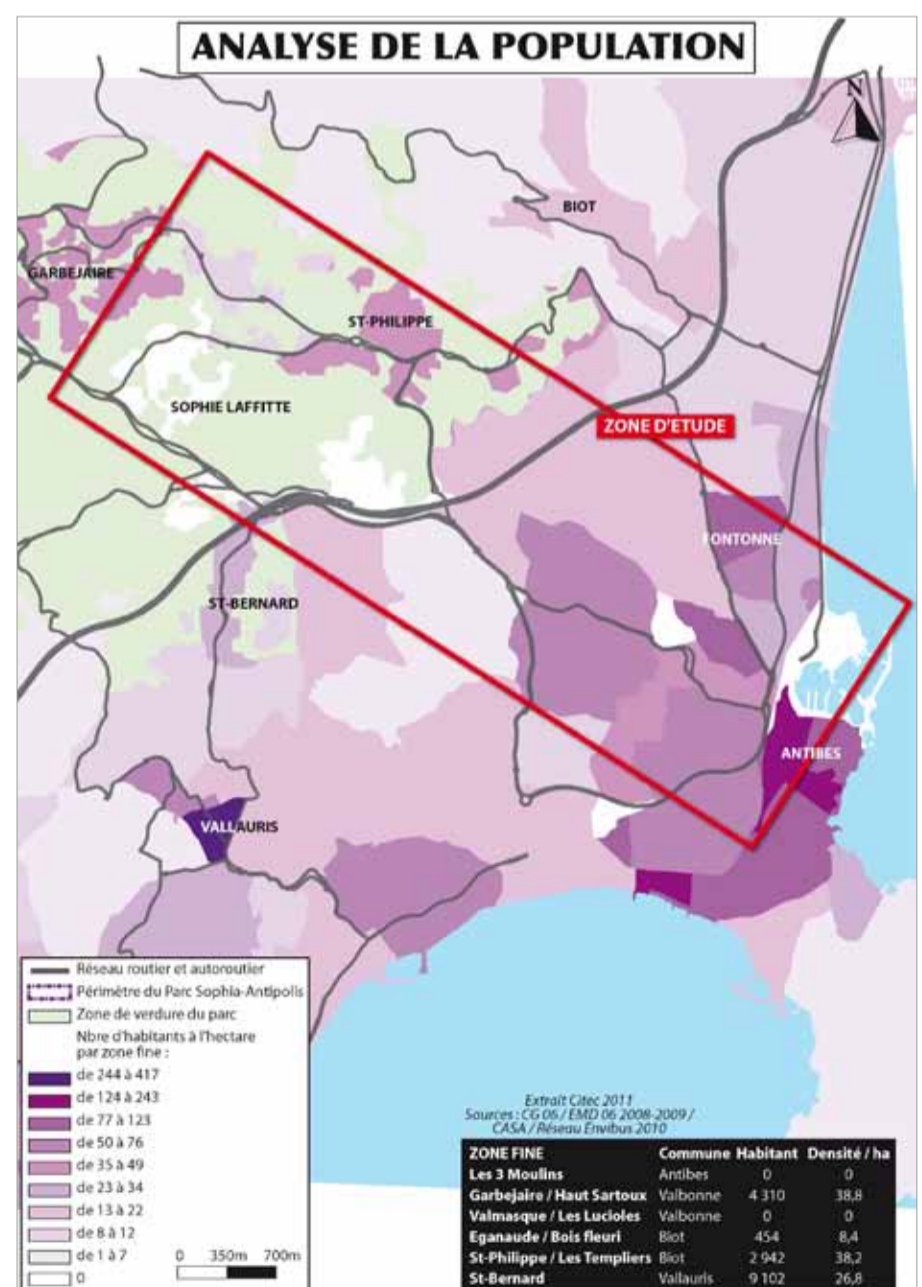 ANALYSE DE LA POPULATION
N
BIOT
GARBEJAIRE
ST-PHILIPPE
SOPHIE LAFFITTE
ZONE D'ETUDE
FONTONNE
ST-BERNARD
ANTIBES
VALLAURIS
Réseau routier et autoroutier
Périmètre du Parc Sophia-Antipolis
Zone de verdure du parc
Nbre d'habitants à l'hectare
par zone fine :
de 244 à 417
de 124 à 243
de 77 à 123
de 50 à 76
de 35 à 49
de 23 à 34
de 13 à 22
de 8 à 12
de 1 à 7
0
0 350m 700m
Extrait Citec 2011
Sources : CG 06 / EMD 06 2008-2009 /
CASA / Réseau Envibus 2010
ZONE FINE Commune Habitant Densité / ha
Les 3 Moulins Antibes 0 0
Garbejaire / Haut Sartoux Valbonne 4 310 38,8
Valmasque / Les Lucioles Valbonne 0 0
Eganaude / Bois fleuri Biot 454 8,4
St-Philippe / Les Templiers Biot 2 942 38,2
St-Bernard Vallauris 9 102 26,8